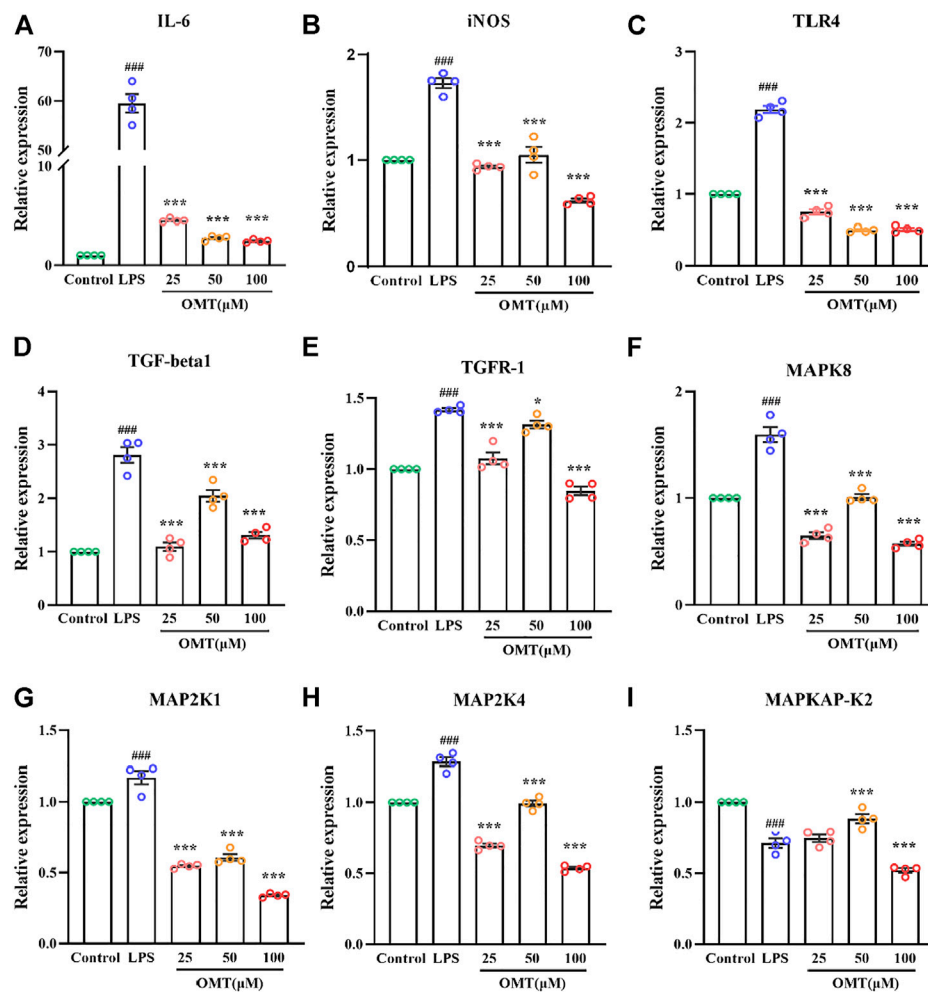 A
IL-6
Relative expression
70
60
50
10
0
###
***
***
***
Control LPS 25 50 100
OMT(μM)
B
iNOS
Relative expression
2
1
0
###
***
***
***
Control LPS 25 50 100
OMT(μM)
C
TLR4
Relative expression
3
2
1
0
###
***
***
***
Control LPS 25 50 100
OMT(μM)
D
TGF-beta1
Relative expression
4
3
2
1
0
###
***
***
***
Control LPS 25 50 100
OMT(μM)
E
TGFR-1
Relative expression
1.5
1.0
0.5
0.0
###
***
*
***
Control LPS 25 50 100
OMT(μM)
F
MAPK8
Relative expression
2
1
0
###
***
***
***
Control LPS 25 50 100
OMT(μM)
G
MAP2K1
Relative expression
1.5
1.0
0.5
0.0
###
***
***
***
Control LPS 25 50 100
OMT(μM)
H
MAP2K4
Relative expression
1.5
1.0
0.5
0.0
###
***
***
***
Control LPS 25 50 100
OMT(μM)
I
MAPKAP-K2
Relative expression
1.5
1.0
0.5
0.0
###
***
***
Control LPS 25 50 100
OMT(μM)